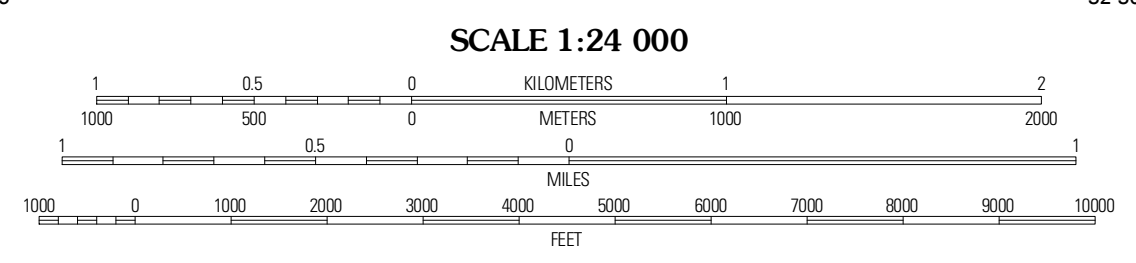 SCALE 1:24 000
1 0.5 0 KILOMETERS 1 2
1000 500 0 METERS 1000 2000
1 0.5 0 1
MILES
1000 0 1000 2000 3000 4000 5000 6000 7000 8000 9000 10000
FEET